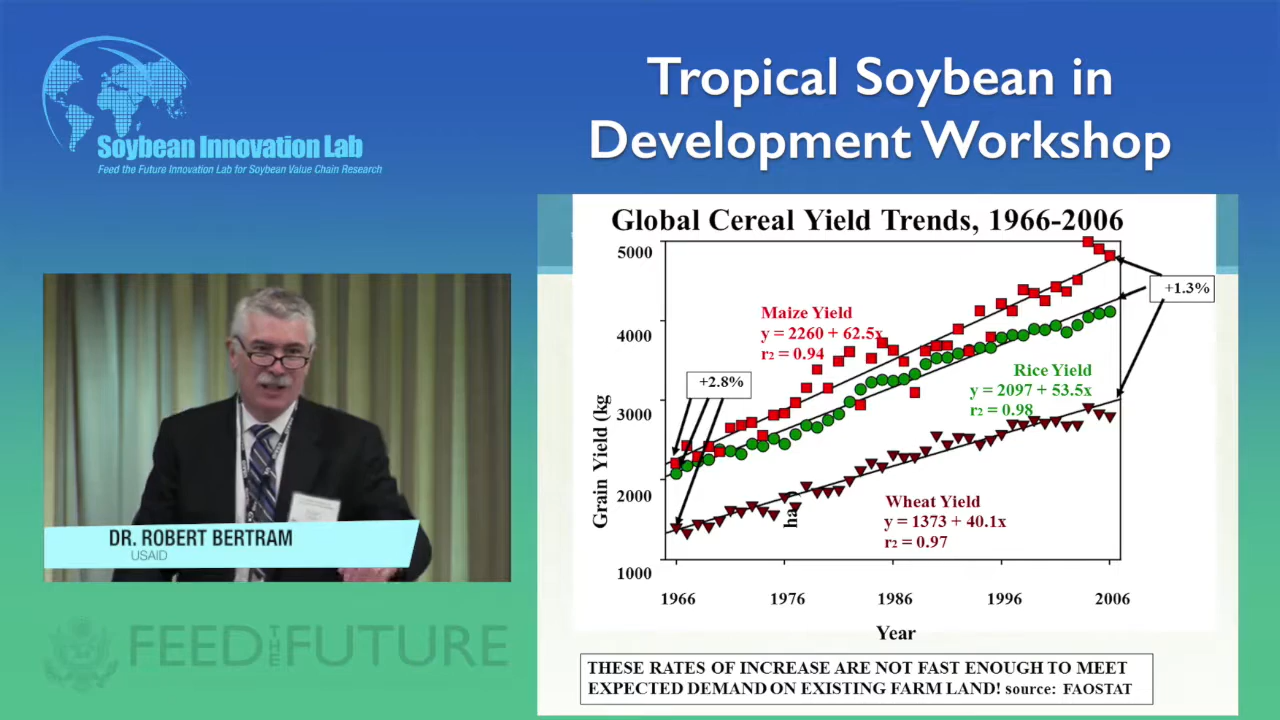 Soybean Innovation Lab
Feed the Future Innovation Lab for Soybean Value Chain Research
Tropical Soybean in
Development Workshop
Global Cereal Yield Trends, 1966-2006
5000
4000
3000
2000
1000
Grain Yield (kg
ha
+2.8%
+1.3%
Maize Yield
y = 2260 + 62.5x
r2 = 0.94
Rice Yield
y = 2097 + 53.5x
r2 = 0.98
Wheat Yield
y = 1373 + 40.1x
r2 = 0.97
1966 1976 1986 1996 2006
Year
THESE RATES OF INCREASE ARE NOT FAST ENOUGH TO MEET
EXPECTED DEMAND ON EXISTING FARM LAND! source: FAOSTAT
DR. ROBERT BERTRAM
USAID
FEED THE FUTURE